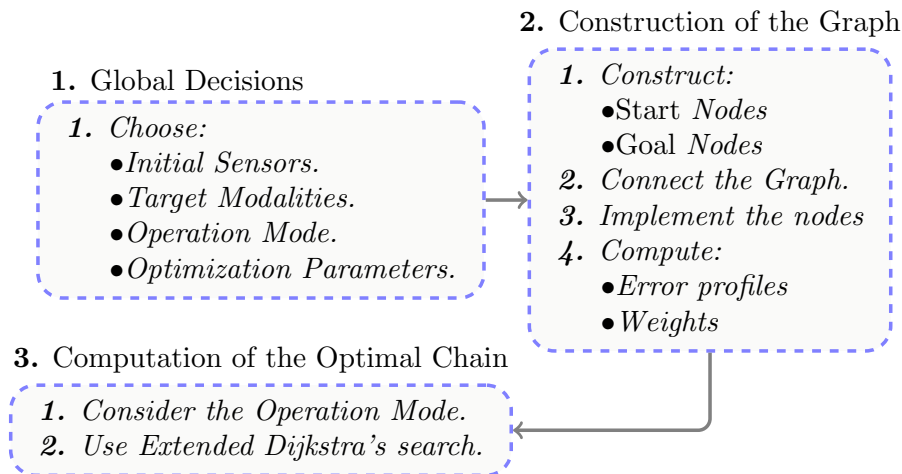 1. Global Decisions
1. Choose:
•Initial Sensors.
•Target Modalities.
•Operation Mode.
•Optimization Parameters.
2. Construction of the Graph
1. Construct:
•Start Nodes
•Goal Nodes
2. Connect the Graph.
3. Implement the nodes
4. Compute:
•Error profiles
•Weights
3. Computation of the Optimal Chain
1. Consider the Operation Mode.
2. Use Extended Dijkstra's search.